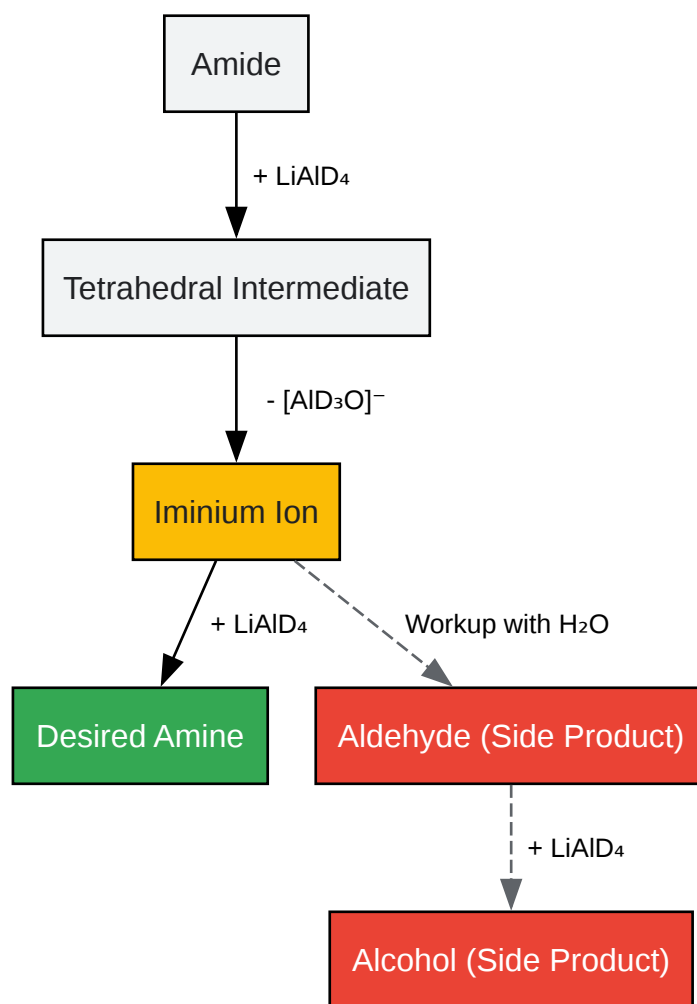 Amide
+ LiAlD₄
Tetrahedral Intermediate
- [AlD₃O]⁻
Iminium Ion
+ LiAlD₄
Workup with H₂O
Desired Amine
Aldehyde (Side Product)
+ LiAlD₄
Alcohol (Side Product)